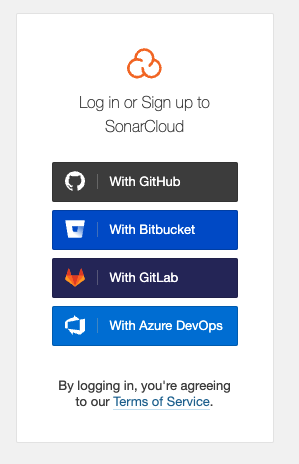 Log in or Sign up to
SonarCloud
With GitHub
With Bitbucket
With GitLab
With Azure DevOps
By logging in, you're agreeing
to our Terms of Service.